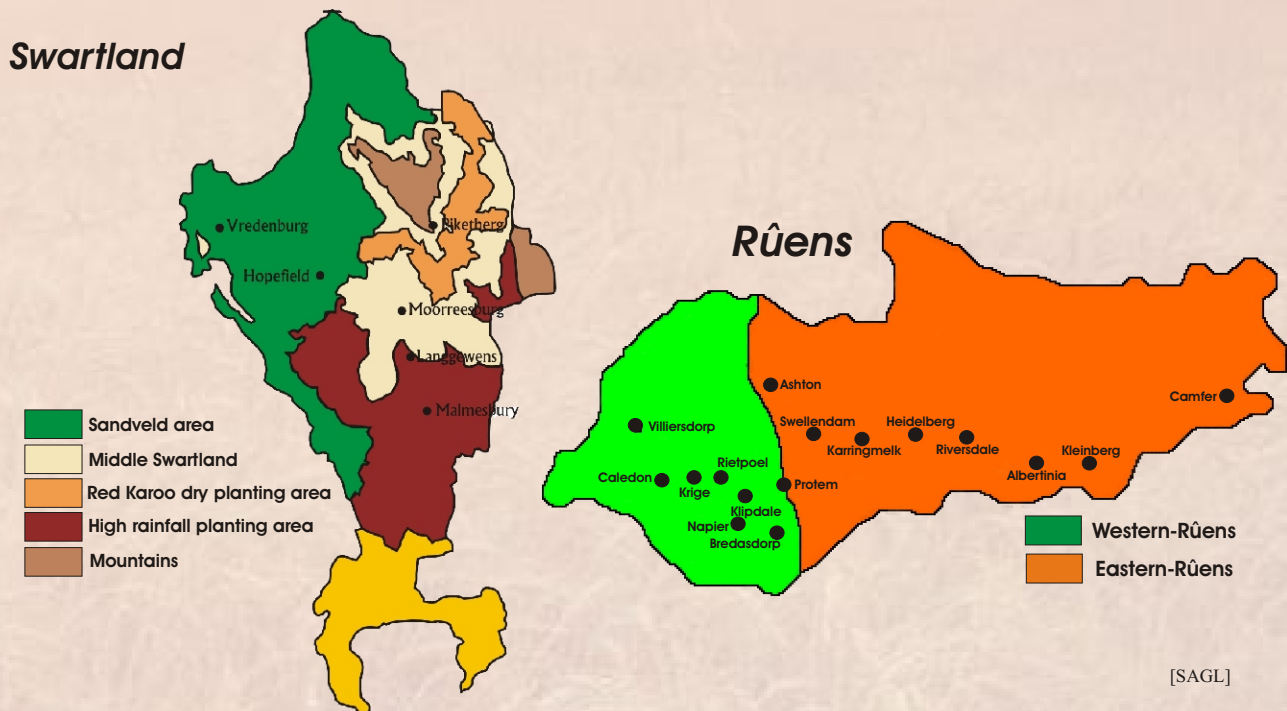 Swartland
Vredenburg
Piketberg
Hopefield
Moorreesburg
Langgewens
Malmesbury
Sandveld area
Middle Swartland
Red Karoo dry planting area
High rainfall planting area
Mountains
Rûens
Ashton
Camfer
Villiersdorp
Swellendam
Heidelberg
Karringmelk
Riversdale
Kleinberg
Albertinia
Rietpoel
Caledon
Krige
Protem
Klipdale
Napier
Bredasdorp
Western-Rûens
Eastern-Rûens
[SAGL]